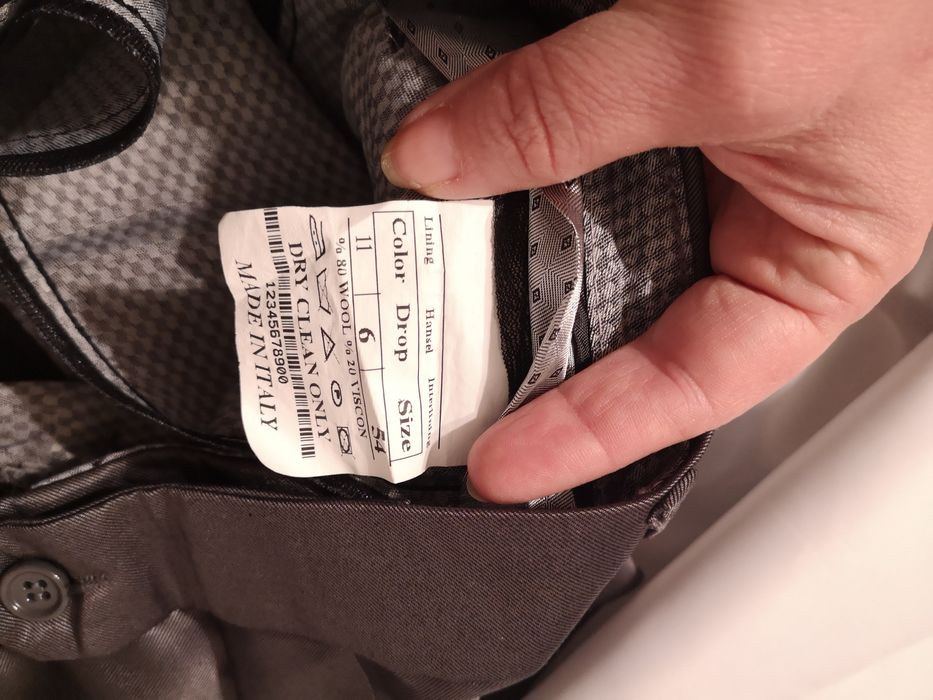 Lining Hansel Interlining
Color Drop Size
11 6 54
% 80 WOOL % 20 VISCON
DRY CLEAN ONLY
12345678900
MADE IN ITALY